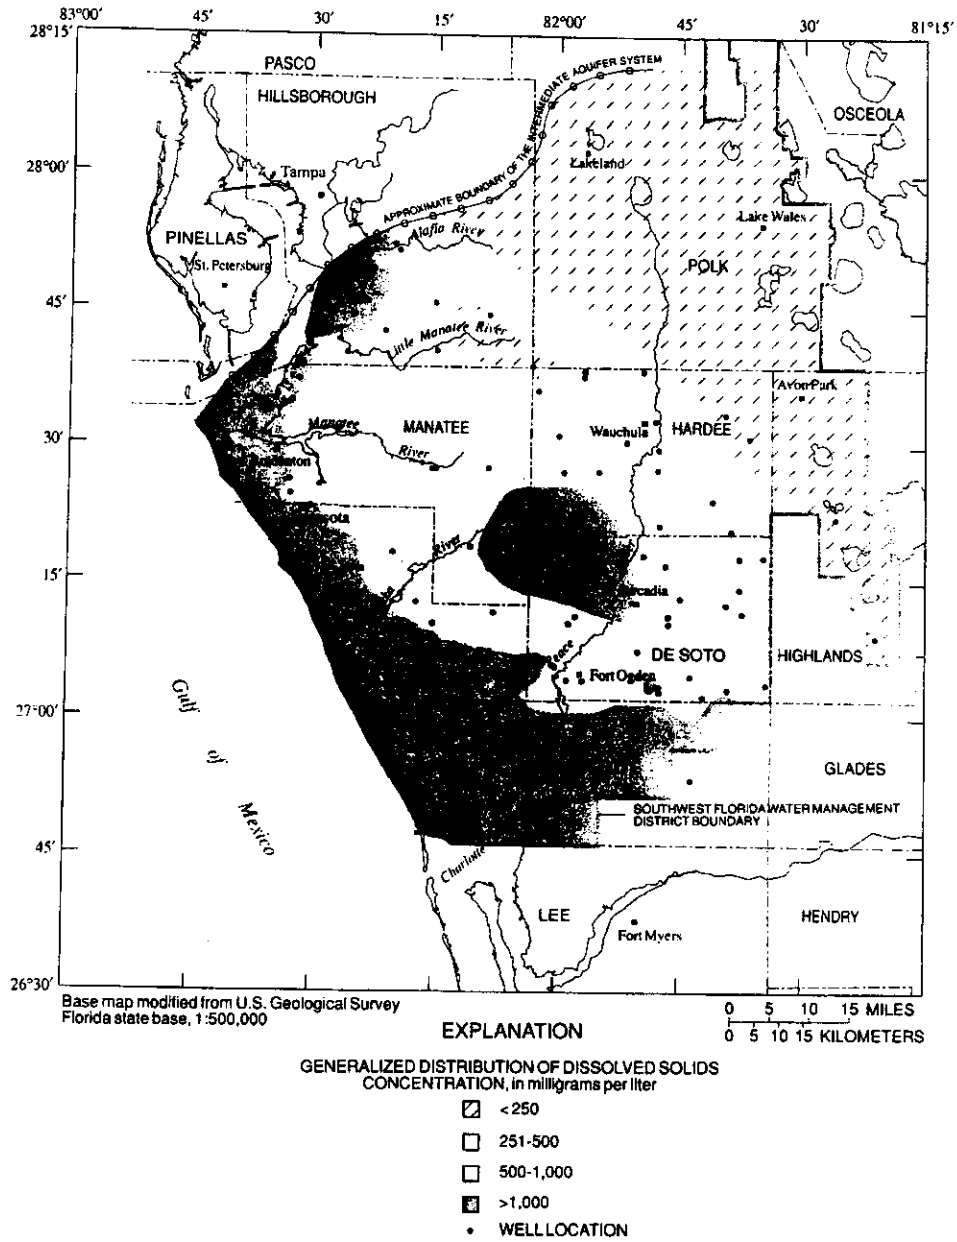 83°00′ 45′ 30′ 15′ 82°00′ 45′ 30′ 81°15′
28°15′
PASCO
HILLSBOROUGH
APPROXIMATE BOUNDARY OF THE INTERMEDIATE AQUIFER SYSTEM
OSCEOLA
28°00′
Tampa
Lakeland
Alafia River
Lake Wales
PINELLAS
St. Petersburg
POLK
45′
Little Manatee River
Avon Park
Manatee
River
MANATEE
Wauchula
HARDEE
30′
River
15′
DE SOTO
HIGHLANDS
Fort Ogden
27°00′
Gulf
of
Mexico
GLADES
SOUTHWEST FLORIDA WATER MANAGEMENT
DISTRICT BOUNDARY
45′
Charlotte
LEE
HENDRY
Fort Myers
26°30′
Base map modified from U.S. Geological Survey
Florida state base, 1:500,000
0 5 10 15 MILES
0 5 10 15 KILOMETERS
EXPLANATION
GENERALIZED DISTRIBUTION OF DISSOLVED SOLIDS
CONCENTRATION, in milligrams per liter
<250
251-500
500-1,000
>1,000
WELL LOCATION